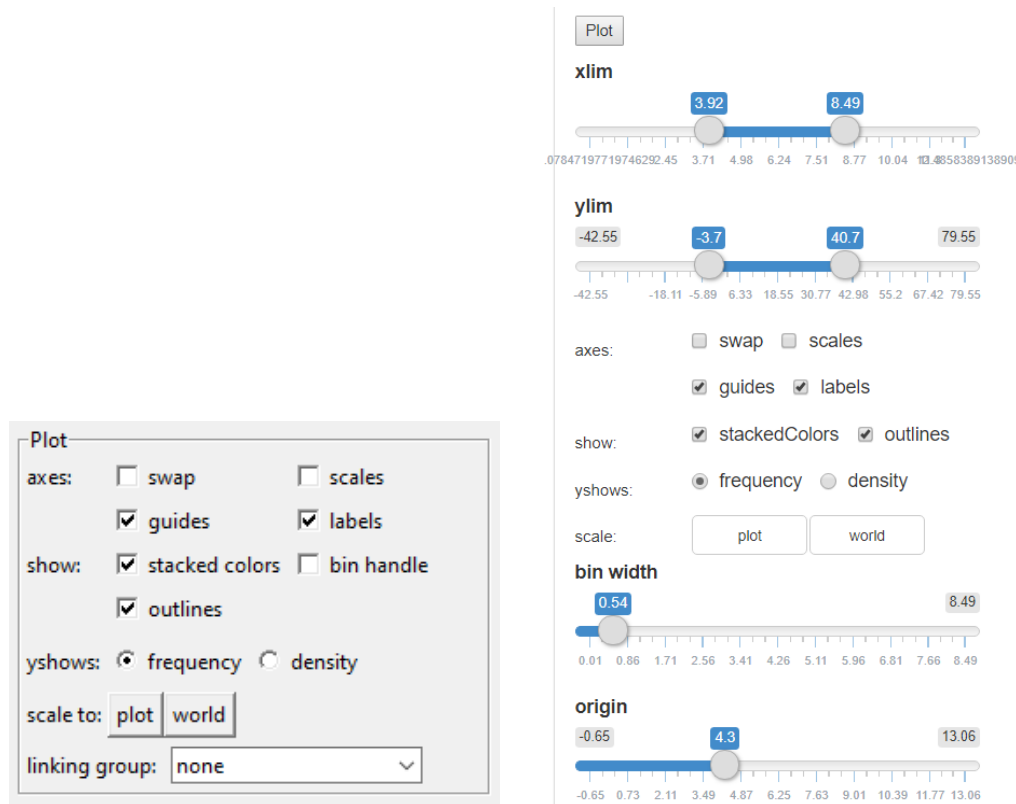 Plot
axes: swap scales
guides labels
show: stacked colors bin handle
outlines
yshows: frequency density
scale to: plot world
linking group: none
Plot
xlim
3.92 8.49
2.45 3.71 4.98 6.24 7.51 8.77 10.04
ylim
-42.55 -3.7 40.7 79.55
-42.55 -18.11 -5.89 6.33 18.55 30.77 42.98 55.2 67.42 79.55
axes: swap scales
guides labels
show: stackedColors outlines
yshows: frequency density
scale: plot world
bin width
0.54 8.49
0.01 0.86 1.71 2.56 3.41 4.26 5.11 5.96 6.81 7.66 8.49
origin
-0.65 4.3 13.06
-0.65 0.73 2.11 3.49 4.87 6.25 7.63 9.01 10.39 11.77 13.06